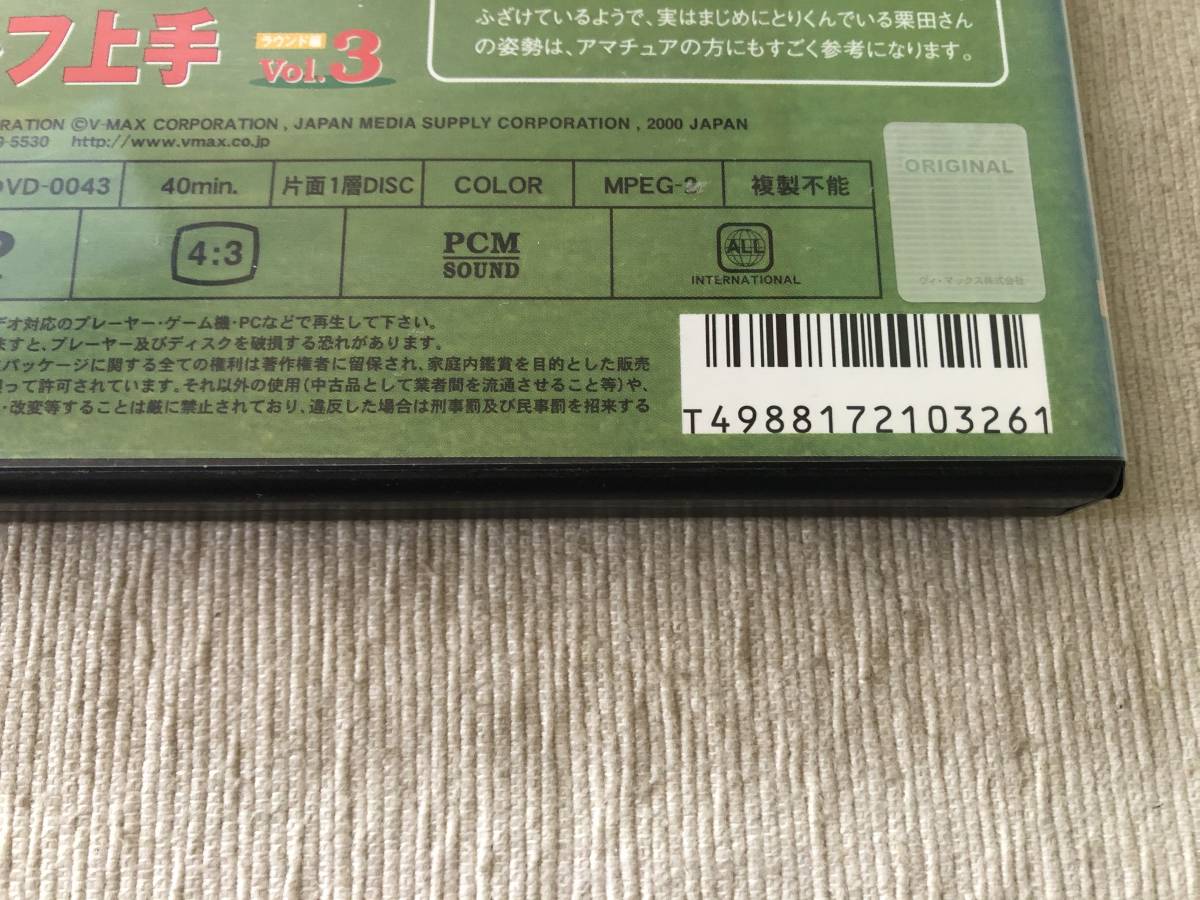 ふざけているようで、実はまじめにとりくんでいる栗田さん
の姿勢は、アマチュアの方にもすごく参考になります。
フ上手 ラウンド編 Vol.3
RATION ©V-MAX CORPORATION , JAPAN MEDIA SUPPLY CORPORATION , 2000 JAPAN
9-5530 http://www.vmax.co.jp
DVD-0043 40min. 片面1層DISC COLOR MPEG-2 複製不能
4:3 PCM SOUND ALL INTERNATIONAL
ORIGINAL
ヴィ・マックス株式会社
デオ対応のプレーヤー・ゲーム機・PCなどで再生して下さい。
ますと、プレーヤー及びディスクを破損する恐れがあります。
パッケージに関する全ての権利は著作権者に留保され、家庭内鑑賞を目的とした販売
って許可されています。それ以外の使用(中古品として業者間を流通させること等)や、
・改変等することは厳に禁止されており、違反した場合は刑事罰及び民事罰を招来する
T4988172103261